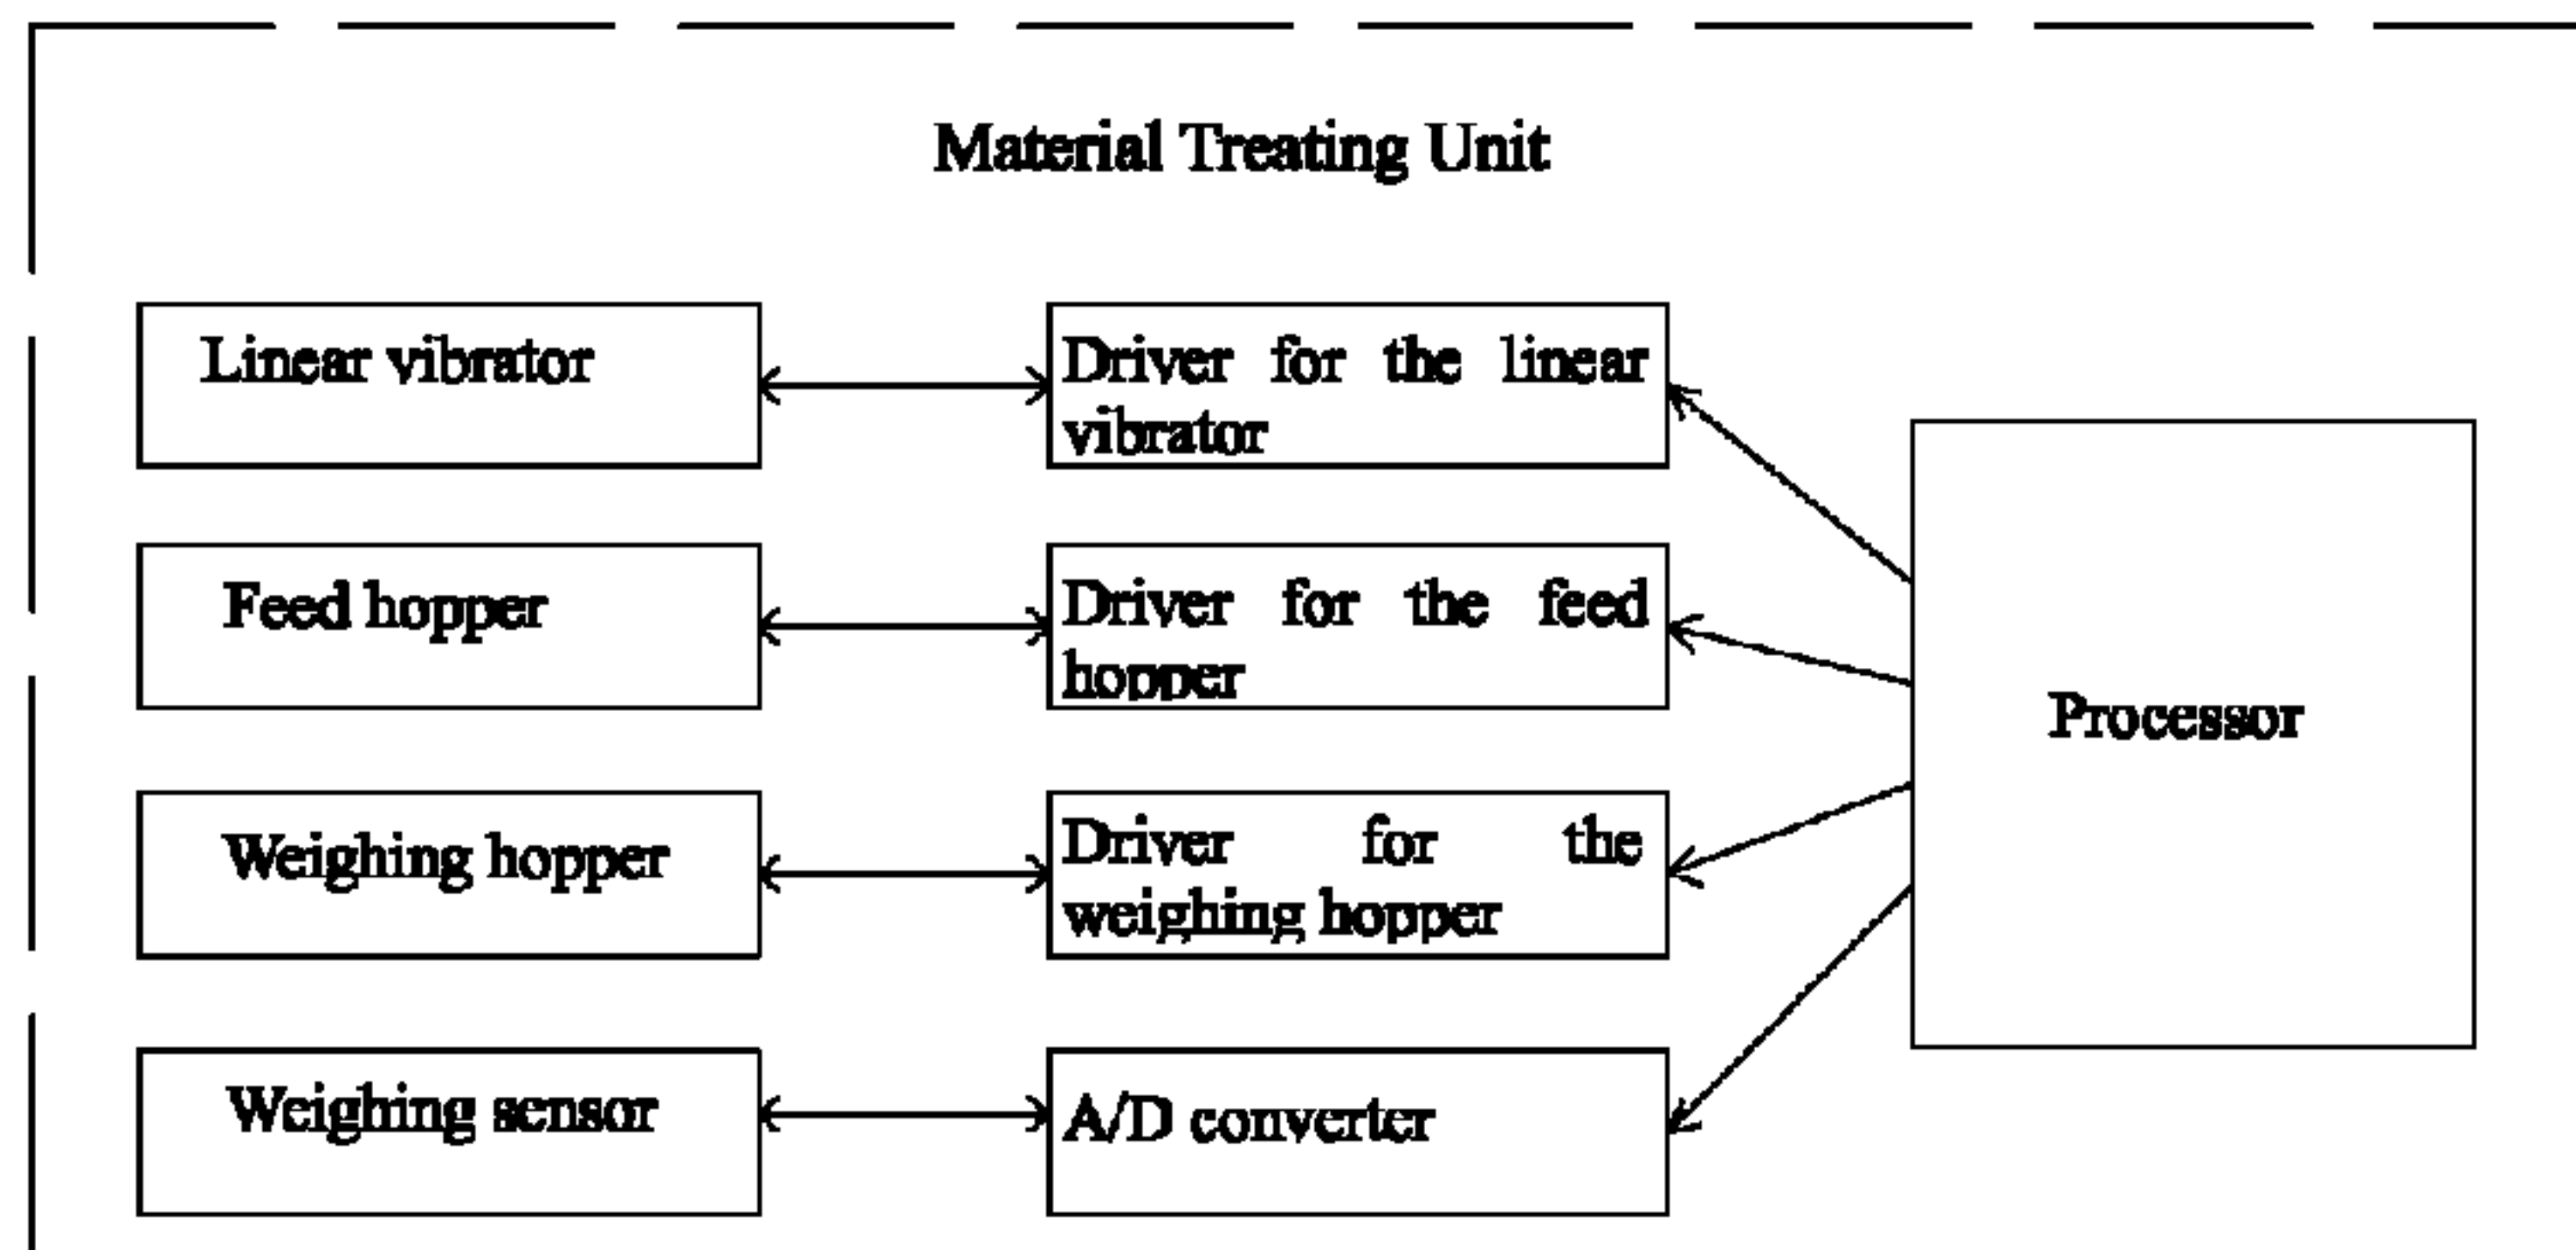 Material Treating Unit
Linear vibrator
Driver for the linear
vibrator
Feed hopper
Driver for the feed
hopper
Processor
Weighing hopper
Driver for the
weighing hopper
Weighing sensor
A/D converter